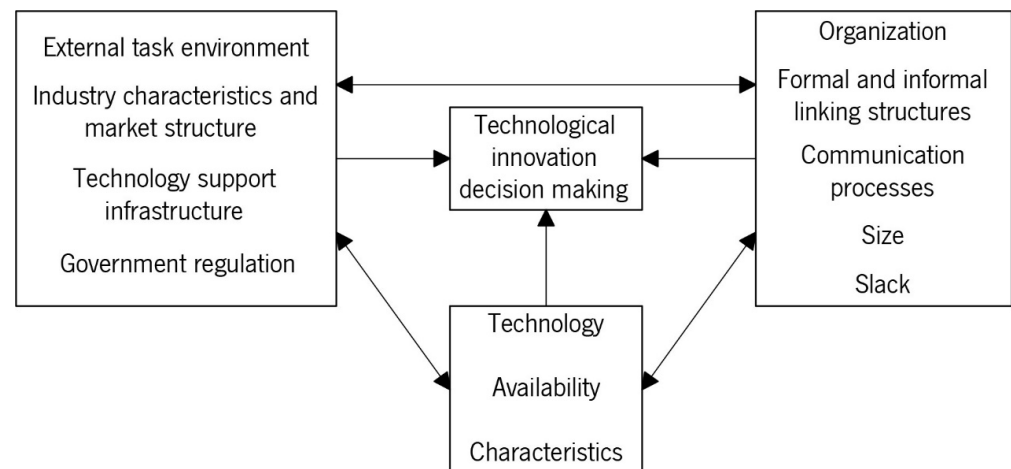 External task environment
Industry characteristics and
market structure
Technology support
infrastructure
Government regulation
Technological
innovation
decision making
Organization
Formal and informal
linking structures
Communication
processes
Size
Slack
Technology
Availability
Characteristics